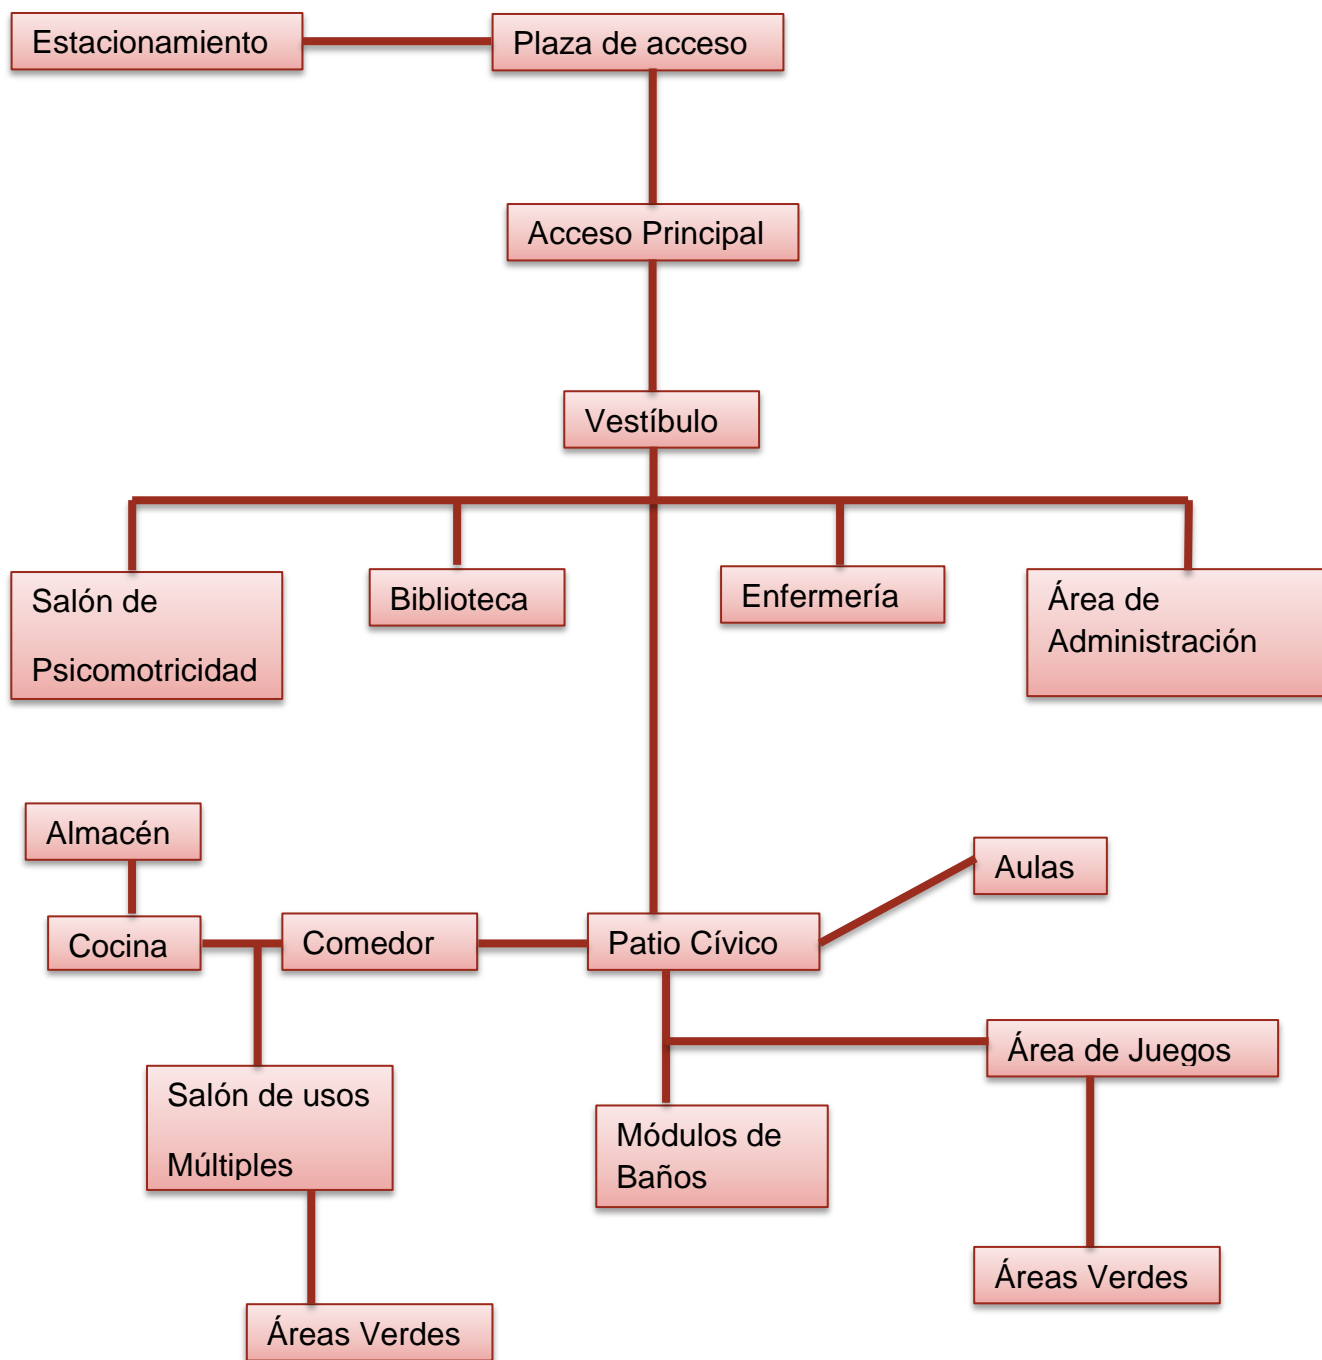 Estacionamiento
Plaza de acceso
Acceso Principal
Vestíbulo
Salón de
Psicomotricidad
Biblioteca
Enfermería
Área de
Administración
Almacén
Aulas
Cocina
Comedor
Patio Cívico
Salón de usos
Múltiples
Módulos de
Baños
Área de Juegos
Áreas Verdes
Áreas Verdes